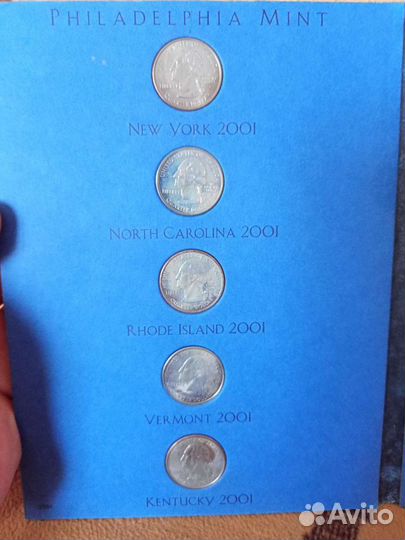 PHILADELPHIA MINT
NEW YORK 2001
NORTH CAROLINA 2001
RHODE ISLAND 2001
VERMONT 2001
KENTUCKY 2001
Avito